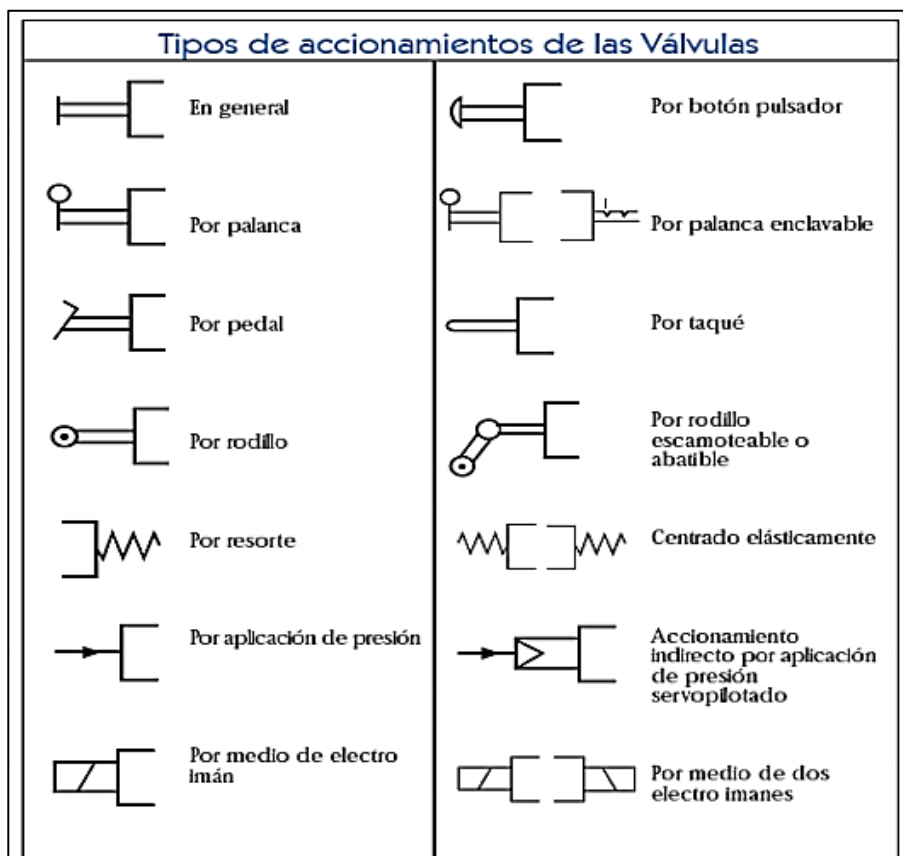 Tipos de accionamientos de las Válvulas
En general
Por palanca
Por pedal
Por rodillo
Por resorte
Por aplicación de presión
Por medio de electro
imán
Por botón pulsador
Por palanca enclavable
Por taqué
Por rodillo
escamoteable o
abatible
Centrado elásticamente
Accionamiento
indirecto por aplicación
de presión
servopilotado
Por medio de dos
electro imanes